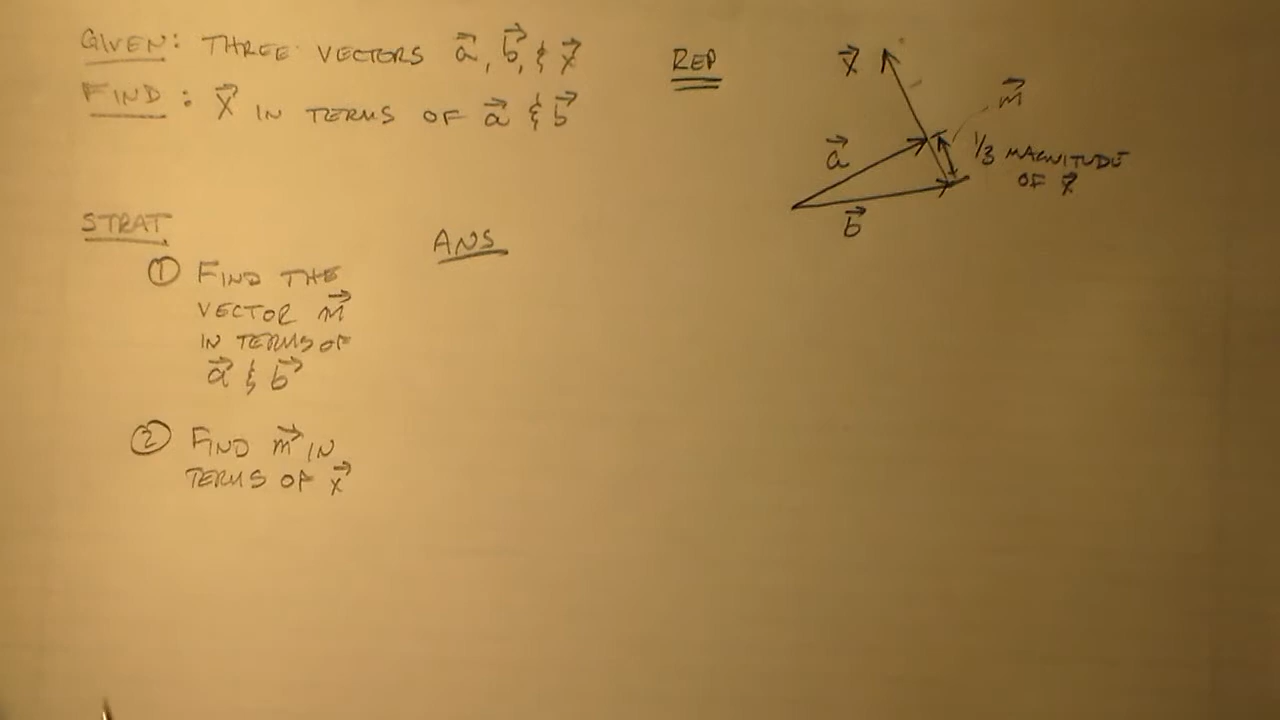 GIVEN: THREE VECTORS a⃗, b⃗, & x⃗
FIND: x⃗ IN TERMS OF a⃗ & b⃗
REP
x⃗
m⃗
a⃗
1/3 MAGNITUDE
OF x⃗
b⃗
STRAT
① FIND THE
VECTOR m⃗
IN TERMS OF
a⃗ & b⃗
② FIND m⃗ IN
TERMS OF x⃗
ANS